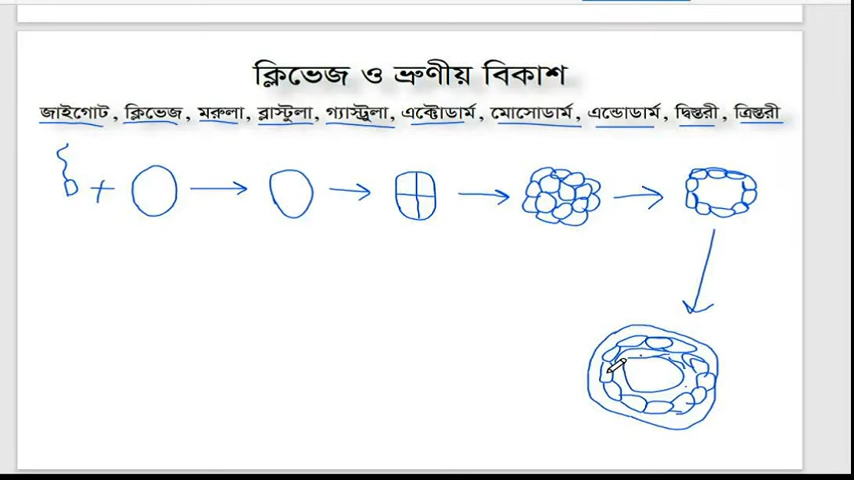 ক্লিভেজ ও ভ্রুণীয় বিকাশ
জাইগোট, ক্লিভেজ, মরুলা, ব্লাস্টুলা, গ্যাস্ট্রুলা, এক্টোডার্ম, মোসোডার্ম, এন্ডোডার্ম, দ্বিস্তরী, ত্রিস্তরী